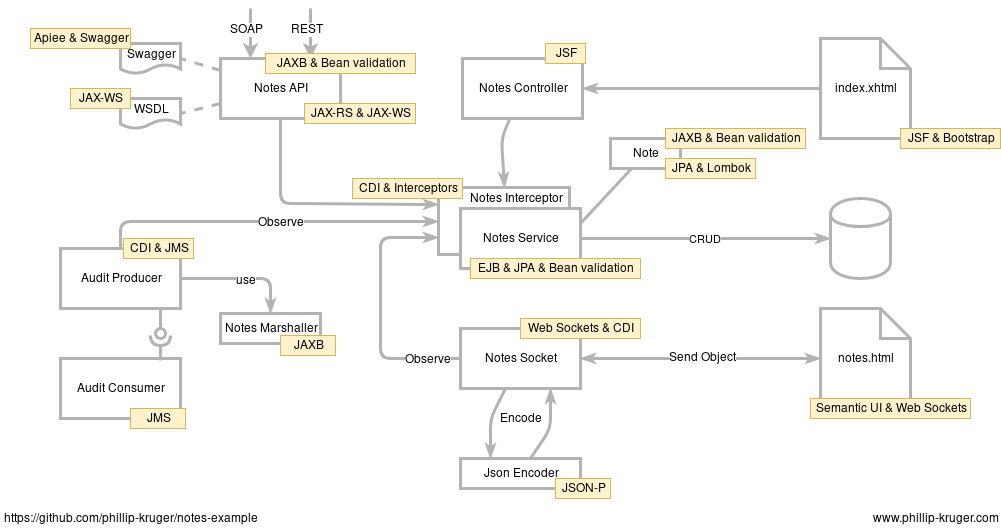 SOAP
REST
Apiee & Swagger
Swagger
JAXB & Bean validation
Notes API
JAX-WS
WSDL
JAX-RS & JAX-WS
JSF
Notes Controller
index.xhtml
JSF & Bootstrap
JAXB & Bean validation
Note
JPA & Lombok
CDI & Interceptors
Notes Interceptor
Observe
Notes Service
CRUD
EJB & JPA & Bean validation
CDI & JMS
Audit Producer
use
Notes Marshaller
JAXB
Web Sockets & CDI
Observe
Notes Socket
Send Object
notes.html
Semantic UI & Web Sockets
Audit Consumer
JMS
Encode
Json Encoder
JSON-P
https://github.com/phillip-kruger/notes-example
www.phillip-kruger.com